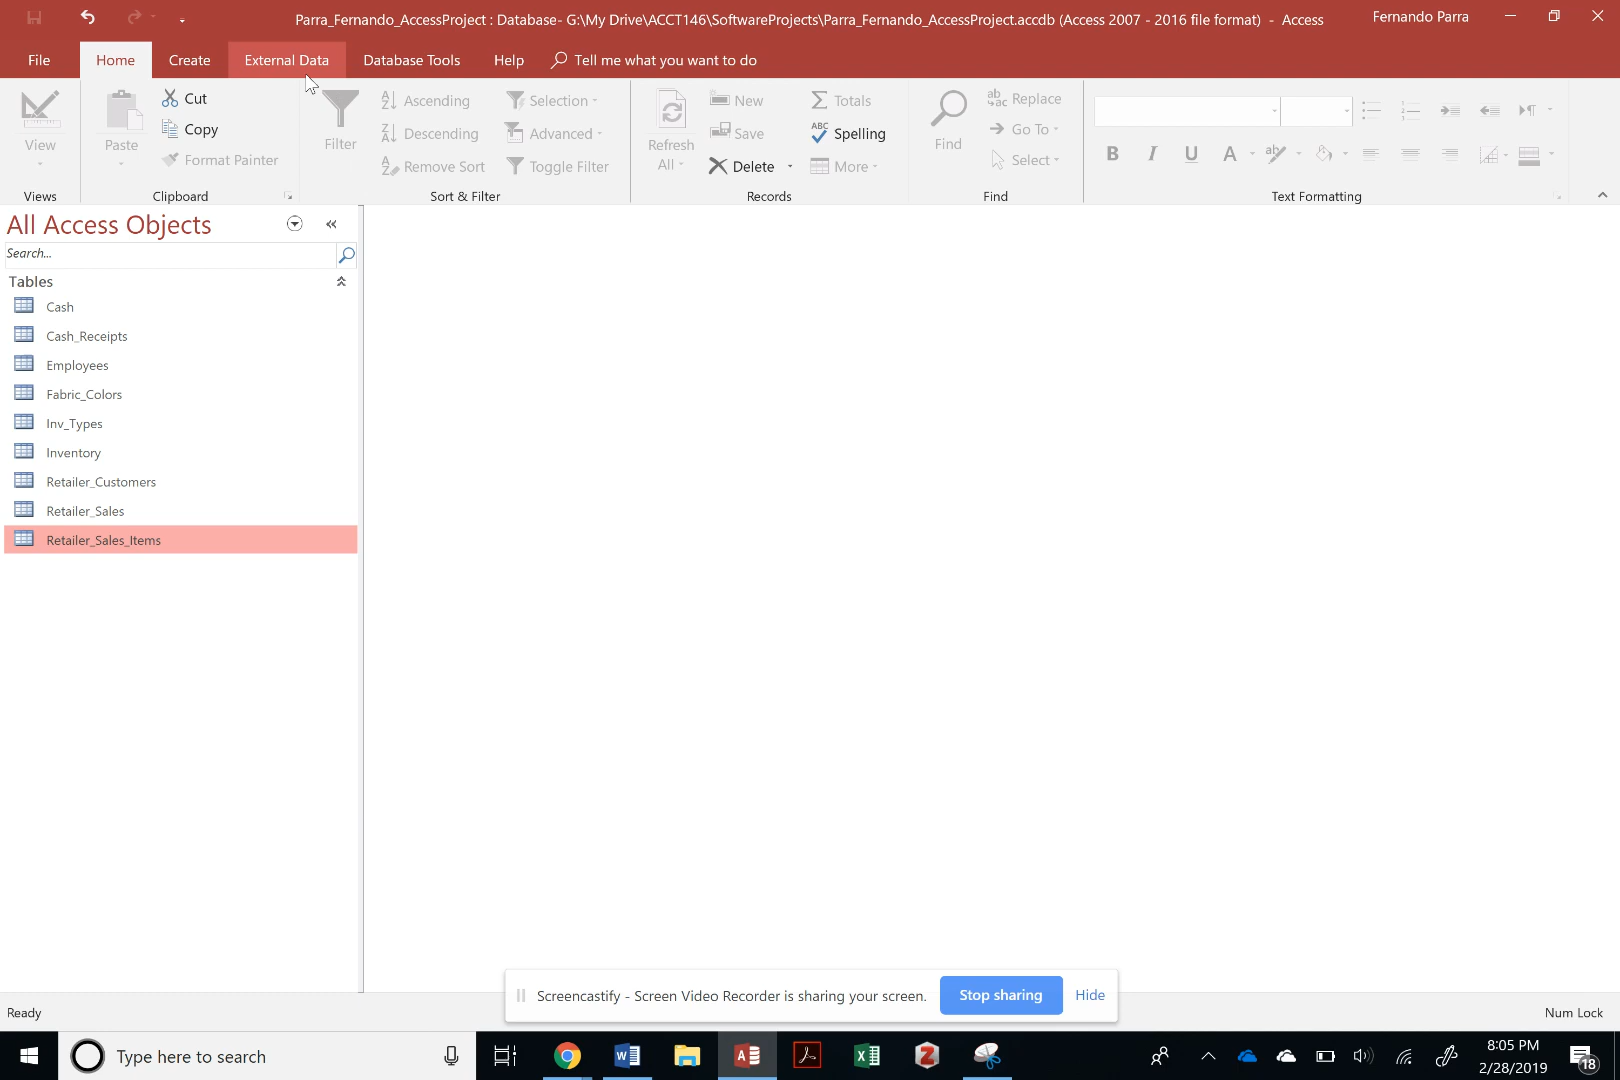 Parra_Fernando_AccessProject : Database- G:\My Drive\ACCT146\SoftwareProjects\Parra_Fernando_AccessProject.accdb (Access 2007 - 2016 file format) - Access
Fernando Parra
File Home Create External Data Database Tools Help Tell me what you want to do
View
Views
Paste
Cut
Copy
Format Painter
Clipboard
Filter
Ascending
Descending
Remove Sort
Selection
Advanced
Toggle Filter
Sort & Filter
Refresh
All
New
Save
Delete
Totals
Spelling
More
Records
Find
Replace
Go To
Select
Find
B I U A
Text Formatting
All Access Objects
Search...
Tables
Cash
Cash_Receipts
Employees
Fabric_Colors
Inv_Types
Inventory
Retailer_Customers
Retailer_Sales
Retailer_Sales_Items
Screencastify - Screen Video Recorder is sharing your screen.
Stop sharing
Hide
Ready
Num Lock
Type here to search
8:05 PM
2/28/2019
18